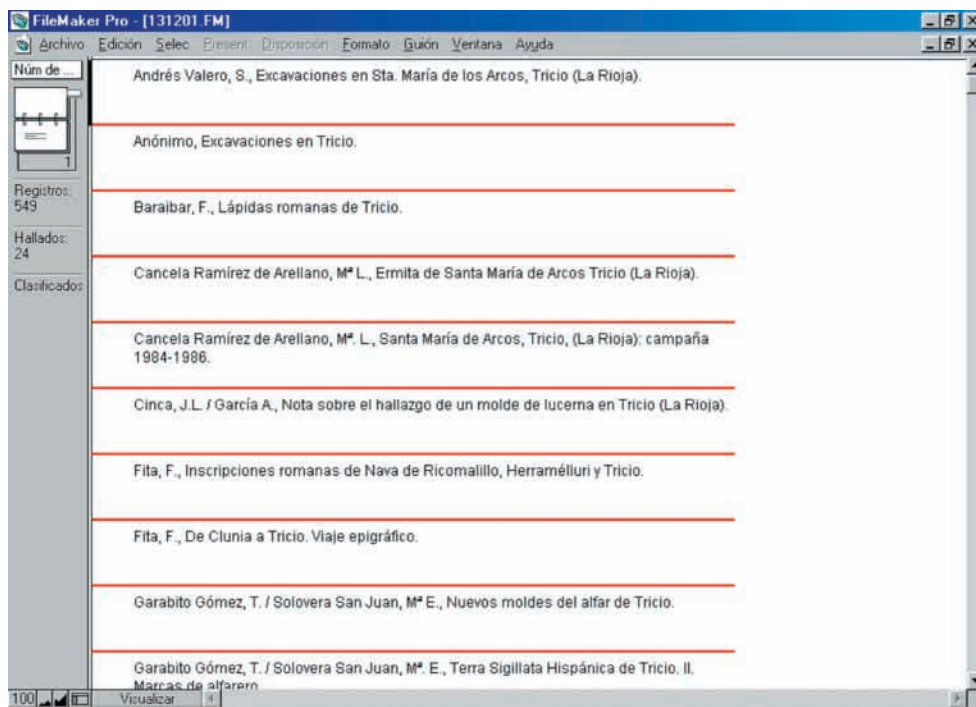 FileMaker Pro - [131201.FM]
Archivo Edición Selec Present. Disposición Formato Guión Ventana Ayuda
Núm de ...
1
Registros:
549
Hallados:
24
Clasificados
Andrés Valero, S., Excavaciones en Sta. María de los Arcos, Tricio (La Rioja).
Anónimo, Excavaciones en Tricio.
Baraibar, F., Lápidas romanas de Tricio.
Cancela Ramírez de Arellano, Mª L., Ermita de Santa María de Arcos Tricio (La Rioja).
Cancela Ramírez de Arellano, Mª. L., Santa María de Arcos, Tricio, (La Rioja): campaña
1984-1986.
Cinca, J.L. / García A., Nota sobre el hallazgo de un molde de lucerna en Tricio (La Rioja).
Fita, F., Inscripciones romanas de Nava de Ricomalillo, Herramélluri y Tricio.
Fita, F., De Clunia a Tricio. Viaje epigráfico.
Garabito Gómez, T. / Solovera San Juan, Mª E., Nuevos moldes del alfar de Tricio.
Garabito Gómez, T. / Solovera San Juan, Mª. E., Terra Sigillata Hispánica de Tricio. II.
Marcas de alfarero
100 Visualizar